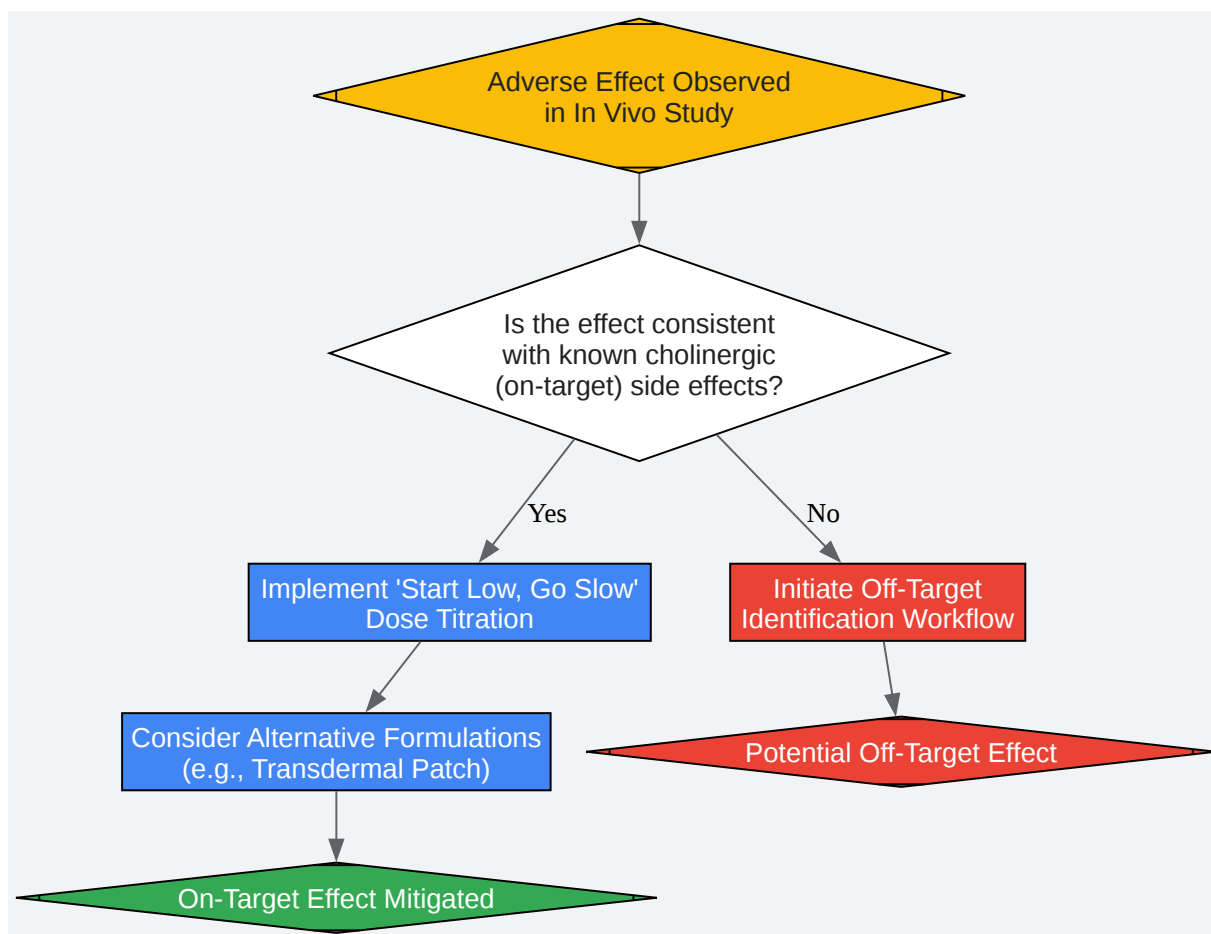 Adverse Effect Observed
in In Vivo Study
Is the effect consistent
with known cholinergic
(on-target) side effects?
Yes
No
Implement 'Start Low, Go Slow'
Dose Titration
Initiate Off-Target
Identification Workflow
Consider Alternative Formulations
(e.g., Transdermal Patch)
Potential Off-Target Effect
On-Target Effect Mitigated